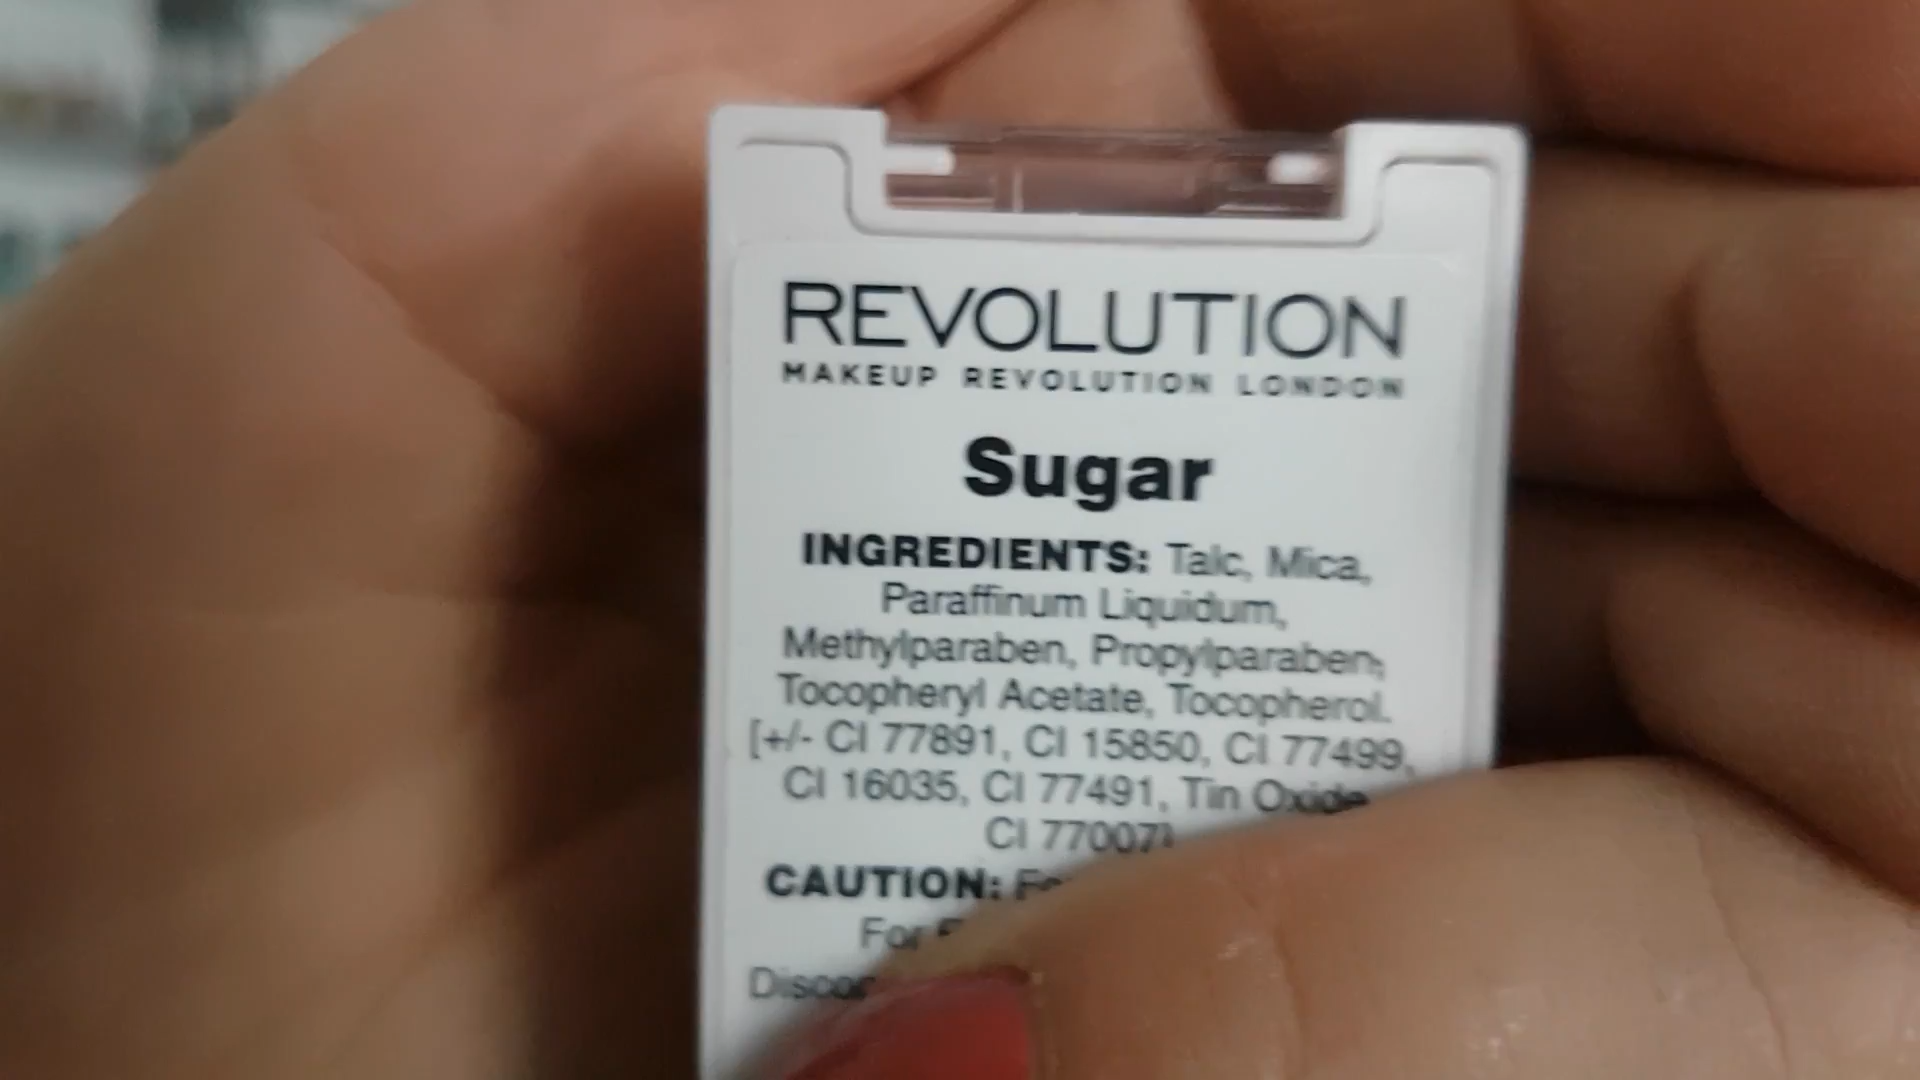 REVOLUTION
MAKEUP REVOLUTION LONDON
Sugar
INGREDIENTS: Talc, Mica,
Paraffinum Liquidum,
Methylparaben, Propylparaben,
Tocopheryl Acetate, Tocopherol.
[+/- CI 77891, CI 15850, CI 77499,
CI 16035, CI 77491, Tin Oxide
CI 77007]
CAUTION:
For